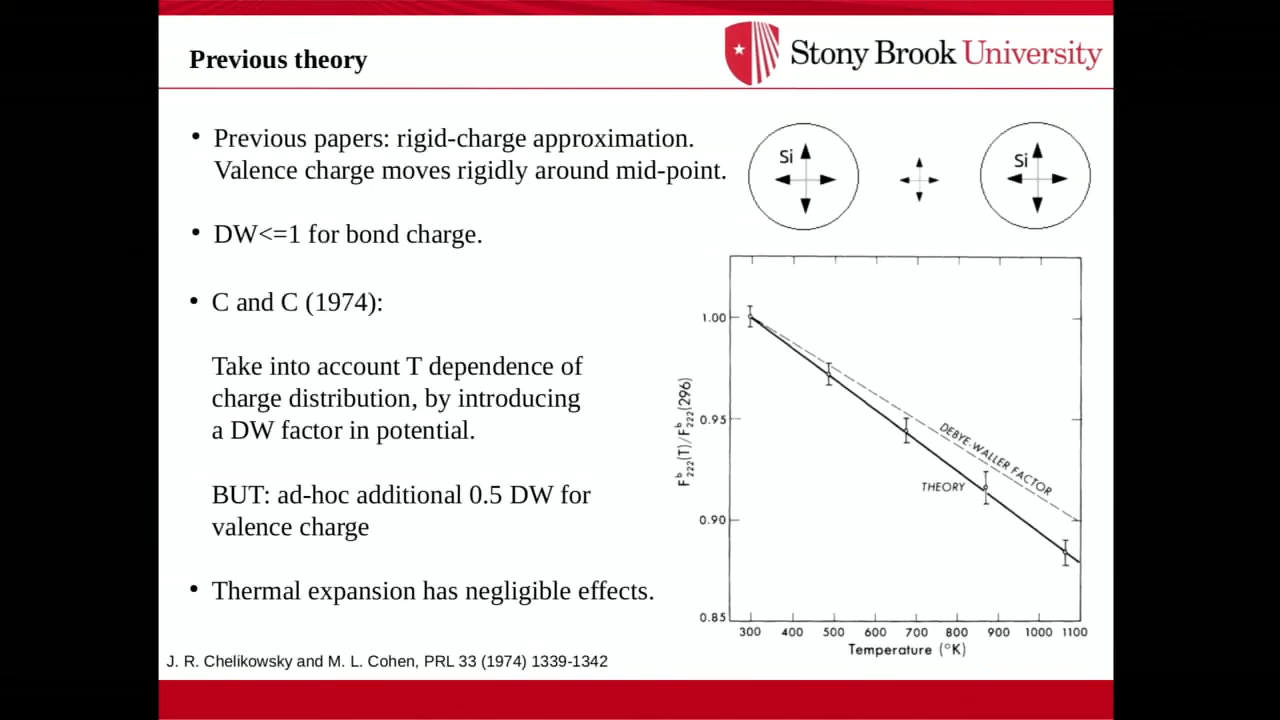 Previous theory
Stony Brook University
• Previous papers: rigid-charge approximation.
Valence charge moves rigidly around mid-point.
Si
Si
• DW<=1 for bond charge.
• C and C (1974):
Take into account T dependence of
charge distribution, by introducing
a DW factor in potential.
BUT: ad-hoc additional 0.5 DW for
valence charge
• Thermal expansion has negligible effects.
J. R. Chelikowsky and M. L. Cohen, PRL 33 (1974) 1339-1342
1.00
0.95
0.90
0.85
F^b_222(T)/F^b_222(296)
DEBYE-WALLER FACTOR
THEORY
300 400 500 600 700 800 900 1000 1100
Temperature (°K)